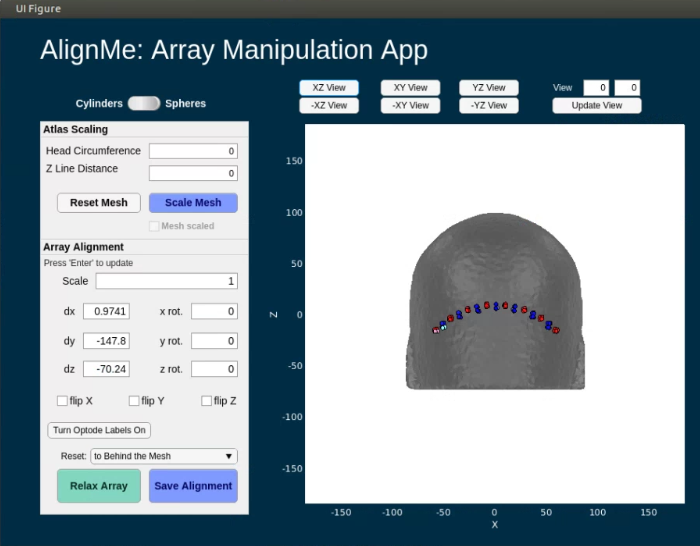 UI Figure
AlignMe: Array Manipulation App
XZ View XY View YZ View View 0 0
-XZ View -XY View -YZ View Update View
Cylinders Spheres
Atlas Scaling
Head Circumference 0
Z Line Distance 0
Reset Mesh Scale Mesh
Mesh scaled
Array Alignment
Press 'Enter' to update
Scale 1
dx 0.9741 x rot. 0
dy -147.8 y rot. 0
dz -70.24 z rot. 0
flip X flip Y flip Z
Turn Optode Labels On
Reset: to Behind the Mesh
Relax Array Save Alignment
150
100
50
Z 0
-50
-100
-150
-150 -100 -50 0 50 100 150
X